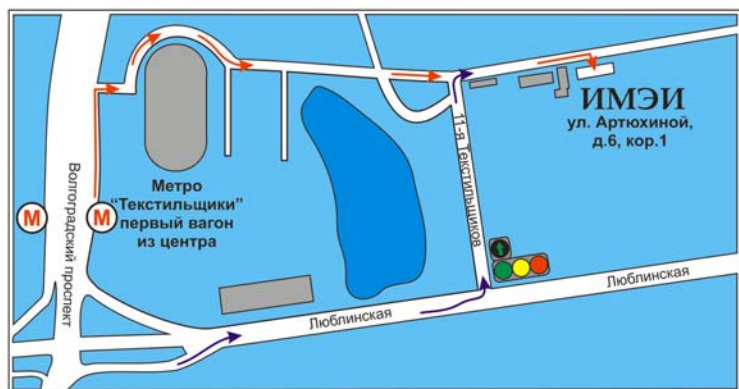 ИМЭИ
ул. Артюхиной,
д.6, кор.1
11-я Текстильщиков
Волгоградский проспект
М
М
Метро
“Текстильщики”
первый вагон
из центра
Люблинская
Люблинская